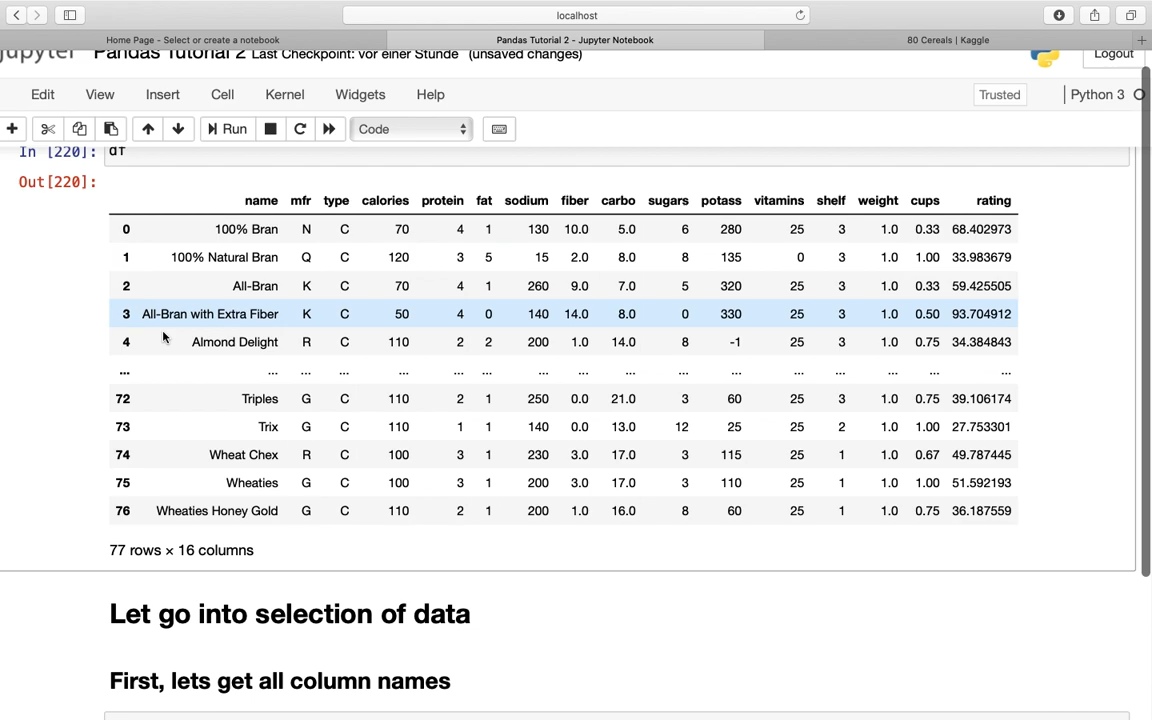 localhost
Home Page - Select or create a notebook
Pandas Tutorial 2 - Jupyter Notebook
80 Cereals | Kaggle
jupyter Pandas Tutorial 2 Last Checkpoint: vor einer Stunde (unsaved changes)
Logout
Edit View Insert Cell Kernel Widgets Help Trusted Python 3
Run Code
In [220]: df
Out[220]:
name mfr type calories protein fat sodium fiber carbo sugars potass vitamins shelf weight cups rating
0 100% Bran N C 70 4 1 130 10.0 5.0 6 280 25 3 1.0 0.33 68.402973
1 100% Natural Bran Q C 120 3 5 15 2.0 8.0 8 135 0 3 1.0 1.00 33.983679
2 All-Bran K C 70 4 1 260 9.0 7.0 5 320 25 3 1.0 0.33 59.425505
3 All-Bran with Extra Fiber K C 50 4 0 140 14.0 8.0 0 330 25 3 1.0 0.50 93.704912
4 Almond Delight R C 110 2 2 200 1.0 14.0 8 -1 25 3 1.0 0.75 34.384843
... ... ... ... ... ... ... ... ... ... ... ... ... ... ... ... ...
72 Triples G C 110 2 1 250 0.0 21.0 3 60 25 3 1.0 0.75 39.106174
73 Trix G C 110 1 1 140 0.0 13.0 12 25 25 2 1.0 1.00 27.753301
74 Wheat Chex R C 100 3 1 230 3.0 17.0 3 115 25 1 1.0 0.67 49.787445
75 Wheaties G C 100 3 1 200 3.0 17.0 3 110 25 1 1.0 1.00 51.592193
76 Wheaties Honey Gold G C 110 2 1 200 1.0 16.0 8 60 25 1 1.0 0.75 36.187559
77 rows × 16 columns
Let go into selection of data
First, lets get all column names